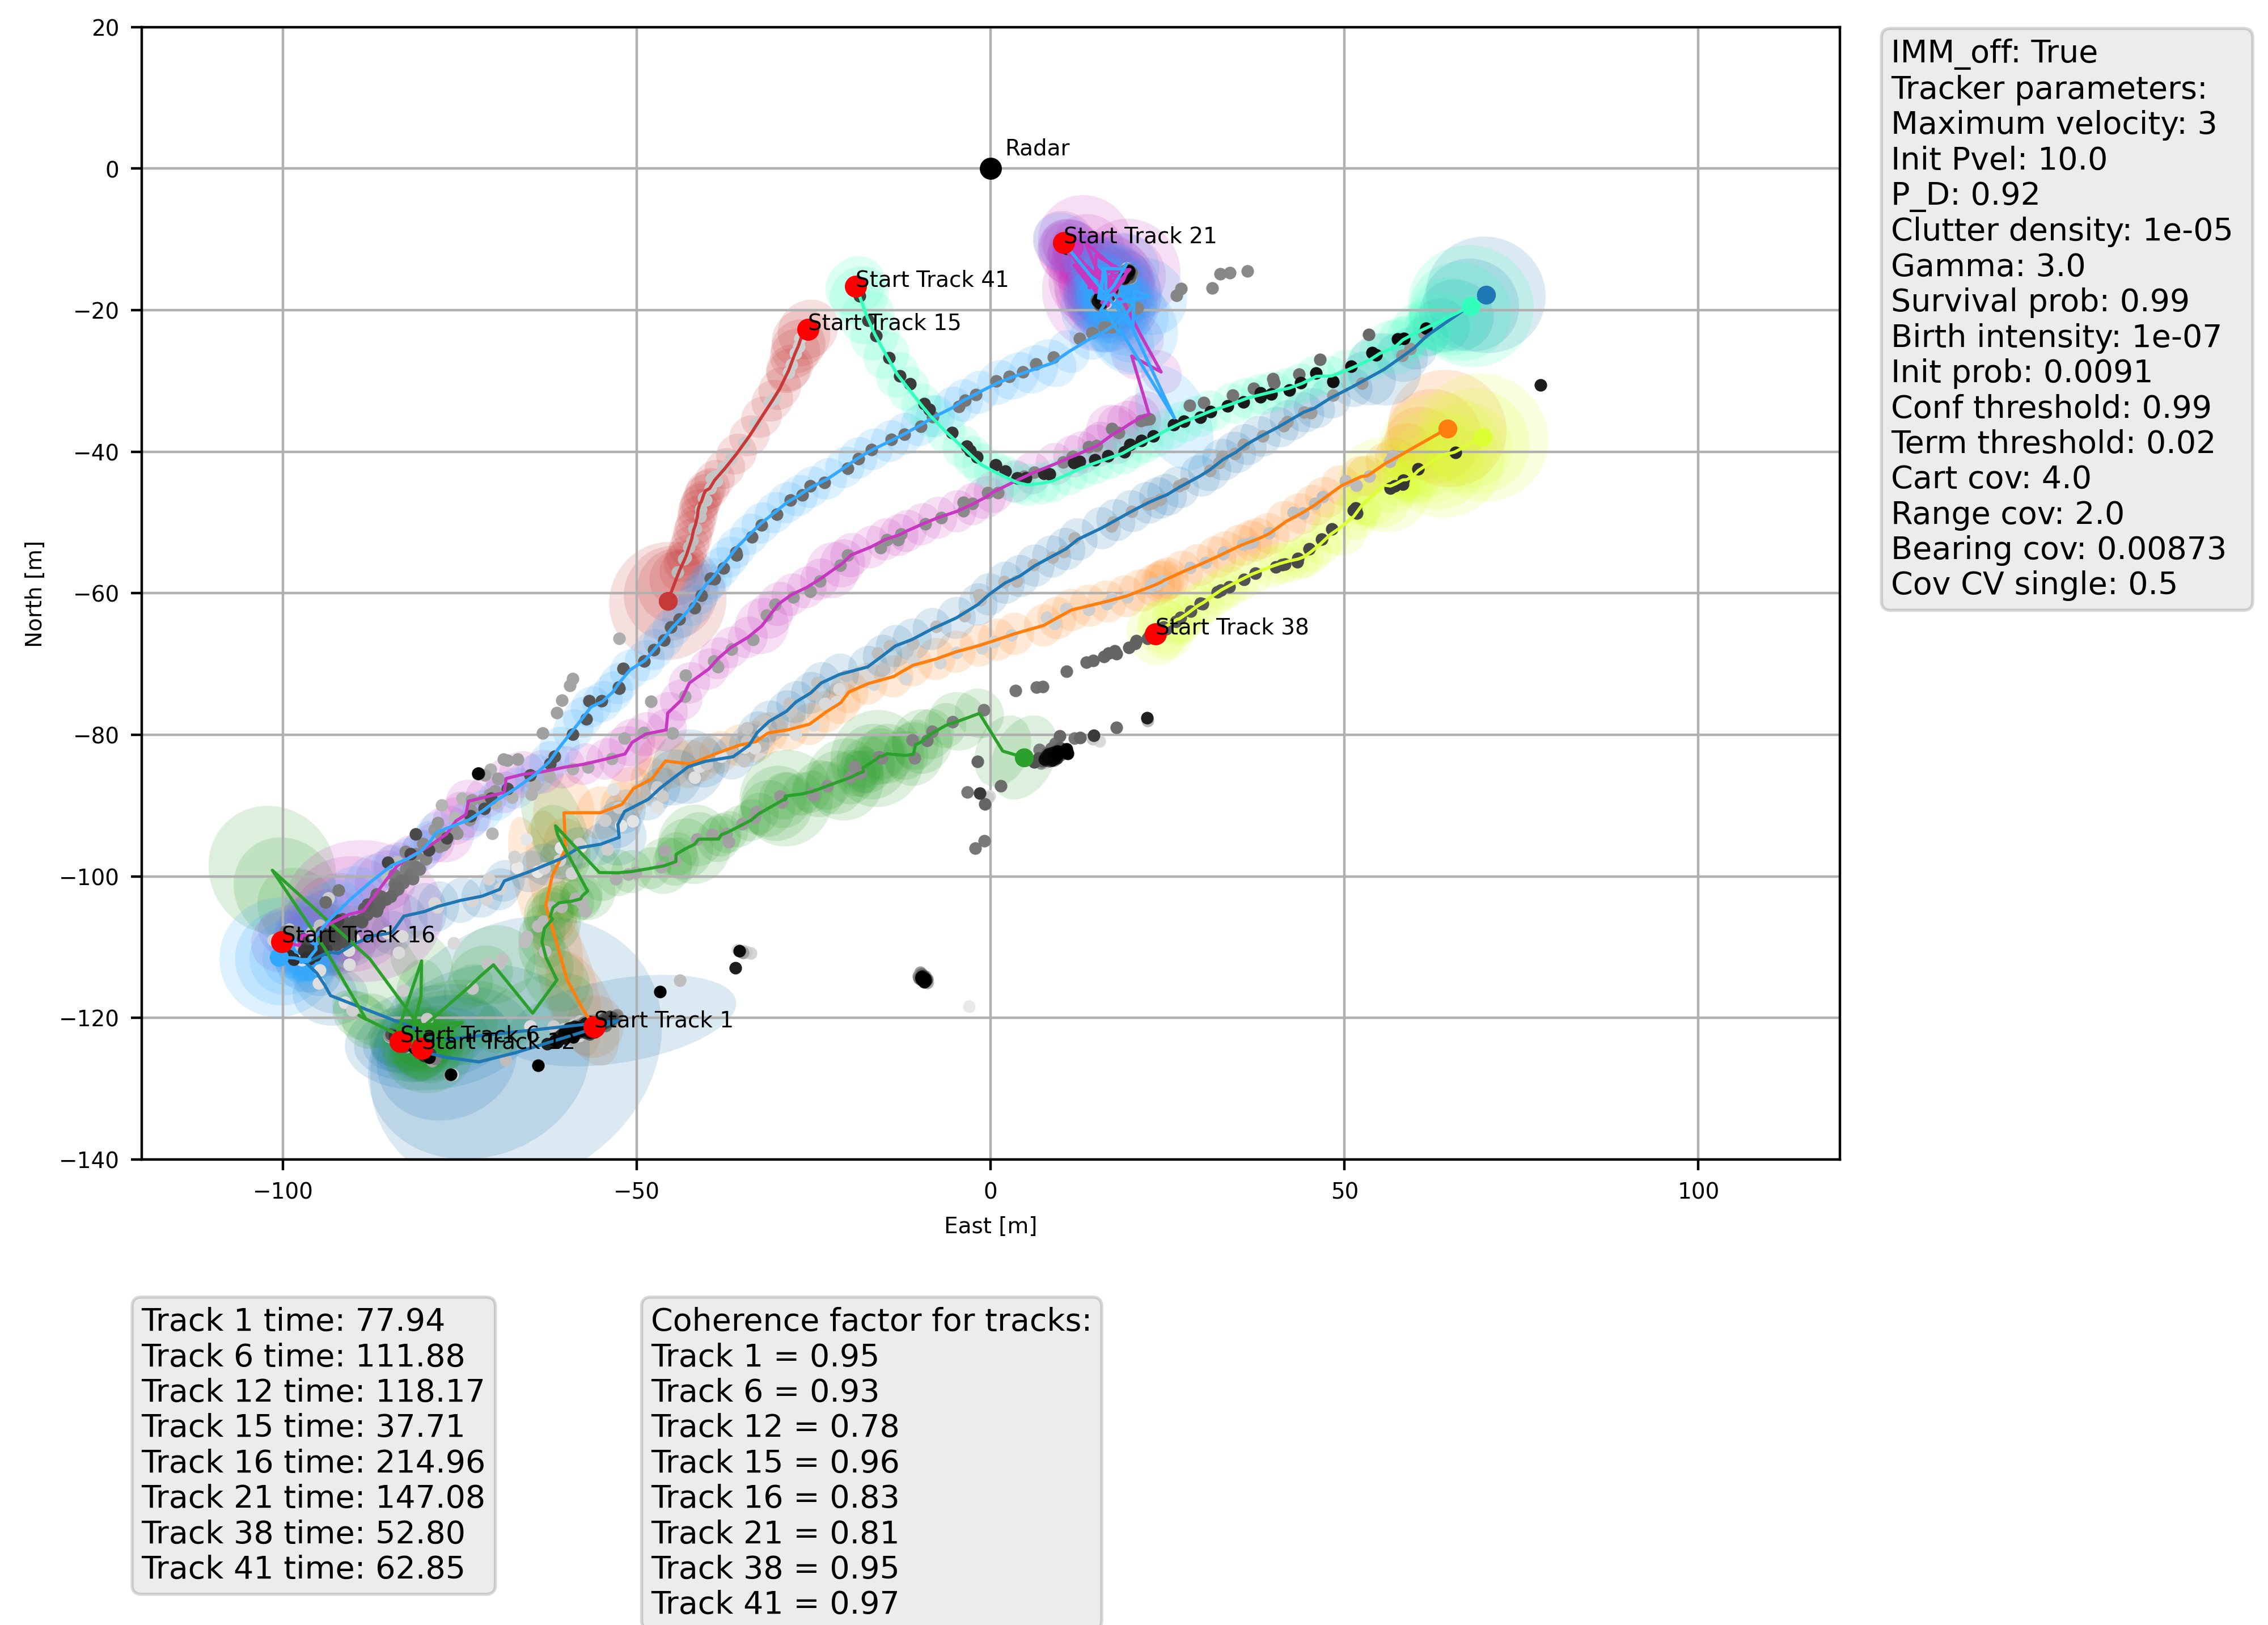 20
0
−20
−40
−60
−80
−100
−120
−140
North [m]
−100
−50
0
50
100
East [m]
Radar
Start Track 21
Start Track 41
Start Track 15
Start Track 38
Start Track 16
Start Track 1
Start Track 6
Start Track 12
IMM_off: True
Tracker parameters:
Maximum velocity: 3
Init Pvel: 10.0
P_D: 0.92
Clutter density: 1e-05
Gamma: 3.0
Survival prob: 0.99
Birth intensity: 1e-07
Init prob: 0.0091
Conf threshold: 0.99
Term threshold: 0.02
Cart cov: 4.0
Range cov: 2.0
Bearing cov: 0.00873
Cov CV single: 0.5
Track 1 time: 77.94
Track 6 time: 111.88
Track 12 time: 118.17
Track 15 time: 37.71
Track 16 time: 214.96
Track 21 time: 147.08
Track 38 time: 52.80
Track 41 time: 62.85
Coherence factor for tracks:
Track 1 = 0.95
Track 6 = 0.93
Track 12 = 0.78
Track 15 = 0.96
Track 16 = 0.83
Track 21 = 0.81
Track 38 = 0.95
Track 41 = 0.97